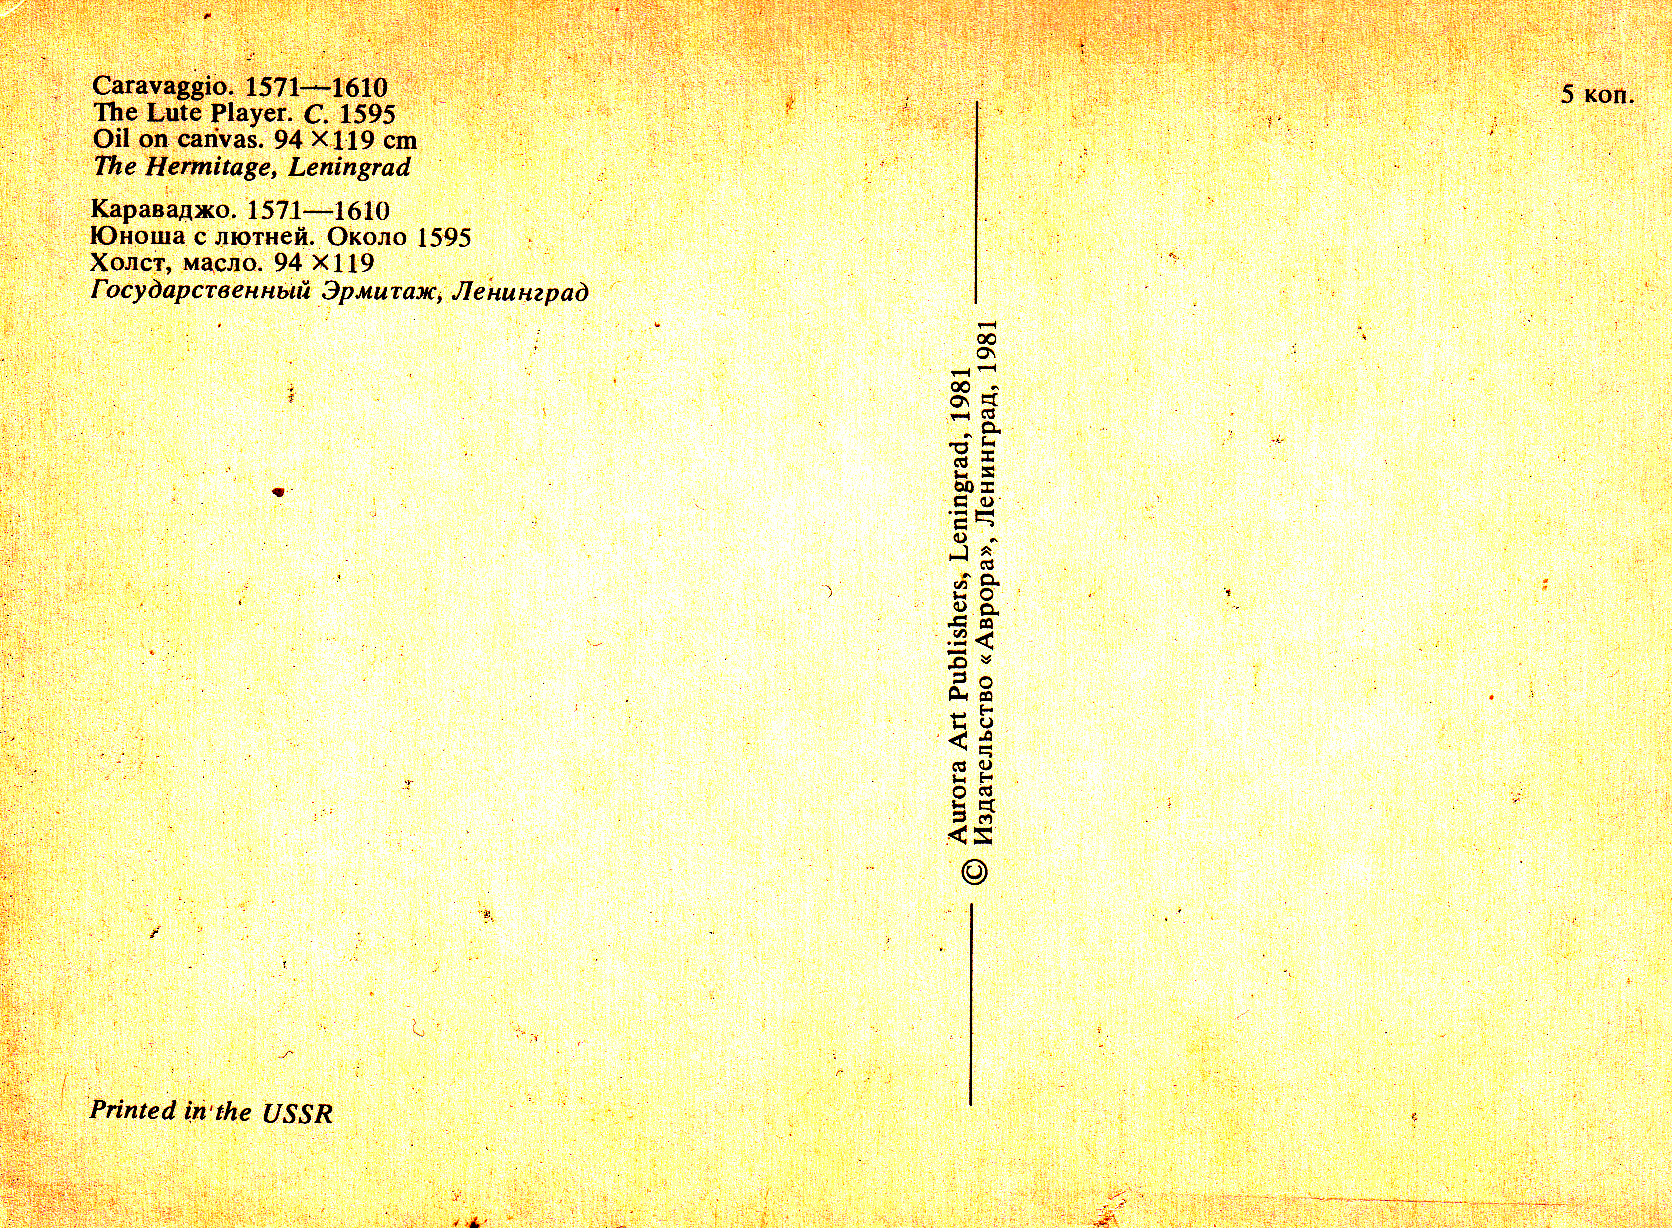 Caravaggio. 1571—1610
The Lute Player. C. 1595
Oil on canvas. 94 ×119 cm
The Hermitage, Leningrad
Караваджо. 1571—1610
Юноша с лютней. Около 1595
Холст, масло. 94 ×119
Государственный Эрмитаж, Ленинград
Printed in the USSR
© Aurora Art Publishers, Leningrad, 1981
Издательство «Аврора», Ленинград, 1981
5 коп.